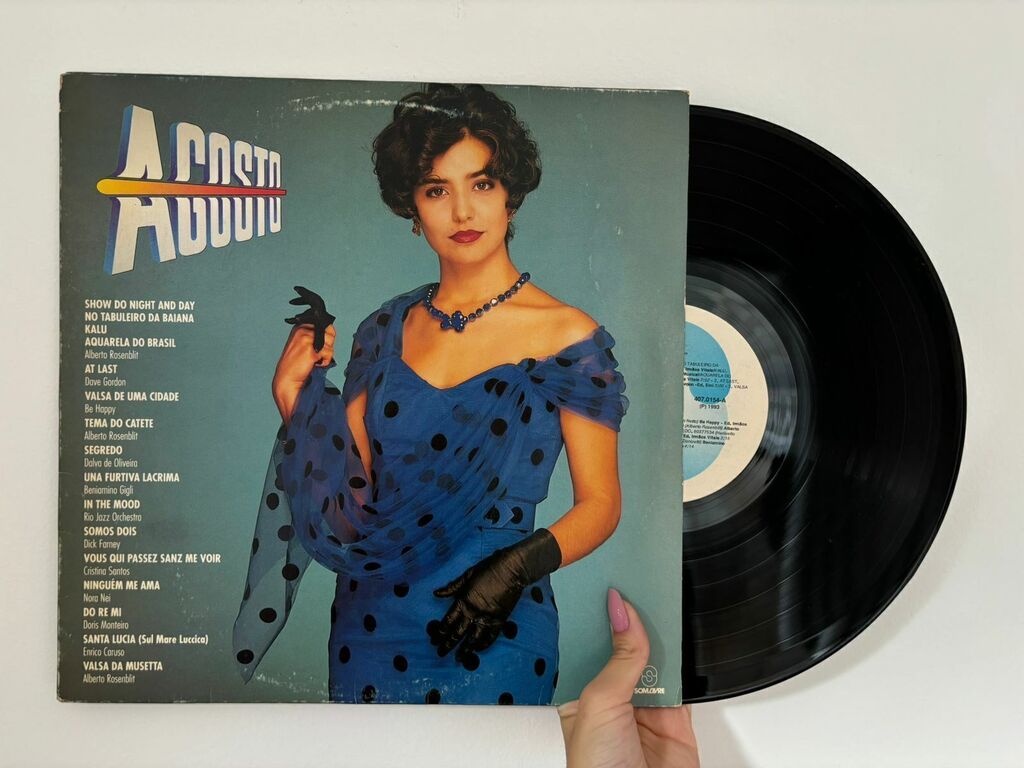 AGOSTO
SHOW DO NIGHT AND DAY
NO TABULEIRO DA BAIANA
KALU
AQUARELA DO BRASIL
Alberto Rosenblit
AT LAST
Dave Gordon
VALSA DE UMA CIDADE
Be Happy
TEMA DO CATETE
Alberto Rosenblit
SEGREDO
Dalva de Oliveira
UNA FURTIVA LACRIMA
Beniamino Gigli
IN THE MOOD
Rio Jazz Orchestra
SOMOS DOIS
Dick Farney
VOUS QUI PASSEZ SANZ ME VOIR
Cristina Santos
NINGUÉM ME AMA
Nora Nei
DO RE MI
Doris Monteiro
SANTA LUCIA (Sul Mare Luccica)
Enrico Caruso
VALSA DA MUSETTA
Alberto Rosenblit
SOM LIVRE
407.0154-A
(P) 1993